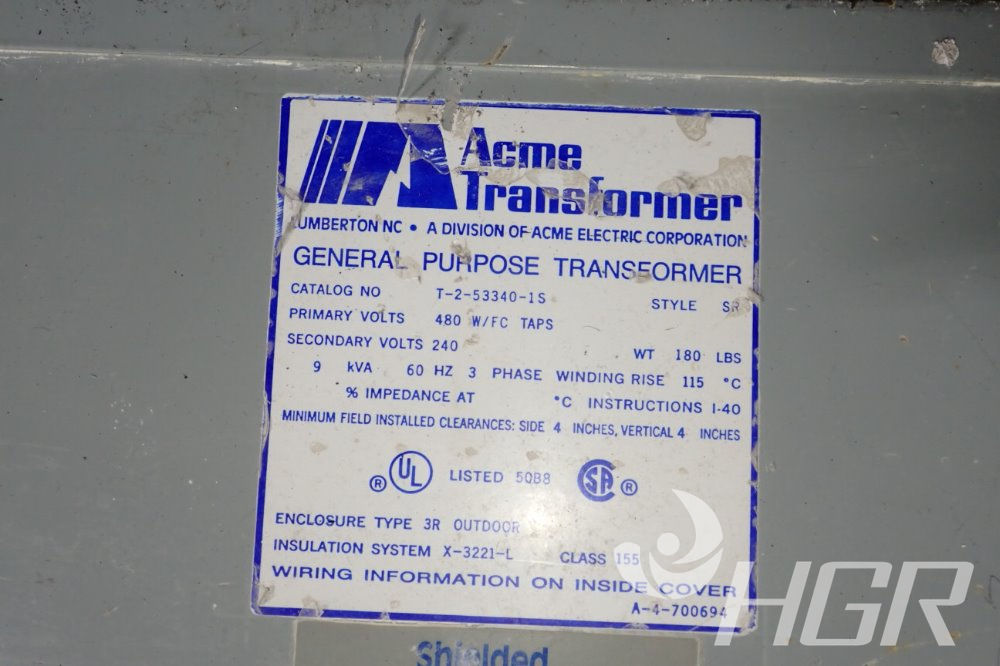 Acme
Transformer
LUMBERTON NC • A DIVISION OF ACME ELECTRIC CORPORATION
GENERAL PURPOSE TRANSFORMER
CATALOG NO T-2-53340-1S STYLE SR
PRIMARY VOLTS 480 W/FC TAPS
SECONDARY VOLTS 240 WT 180 LBS
9 kVA 60 HZ 3 PHASE WINDING RISE 115 °C
% IMPEDANCE AT °C INSTRUCTIONS I-40
MINIMUM FIELD INSTALLED CLEARANCES: SIDE 4 INCHES, VERTICAL 4 INCHES
® UL LISTED 50B8 SA ®
ENCLOSURE TYPE 3R OUTDOOR
INSULATION SYSTEM X-3221-L CLASS 155
WIRING INFORMATION ON INSIDE COVER
A-4-700694
HGR
Shielded